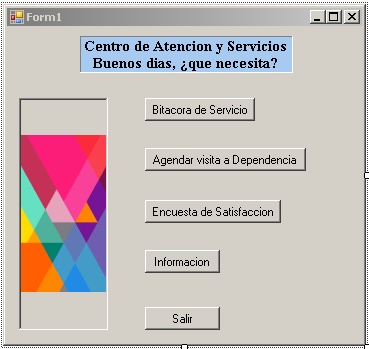 Form1
Centro de Atencion y Servicios
Buenos dias, ¿que necesita?
Bitacora de Servicio
Agendar visita a Dependencia
Encuesta de Satisfaccion
Informacion
Salir